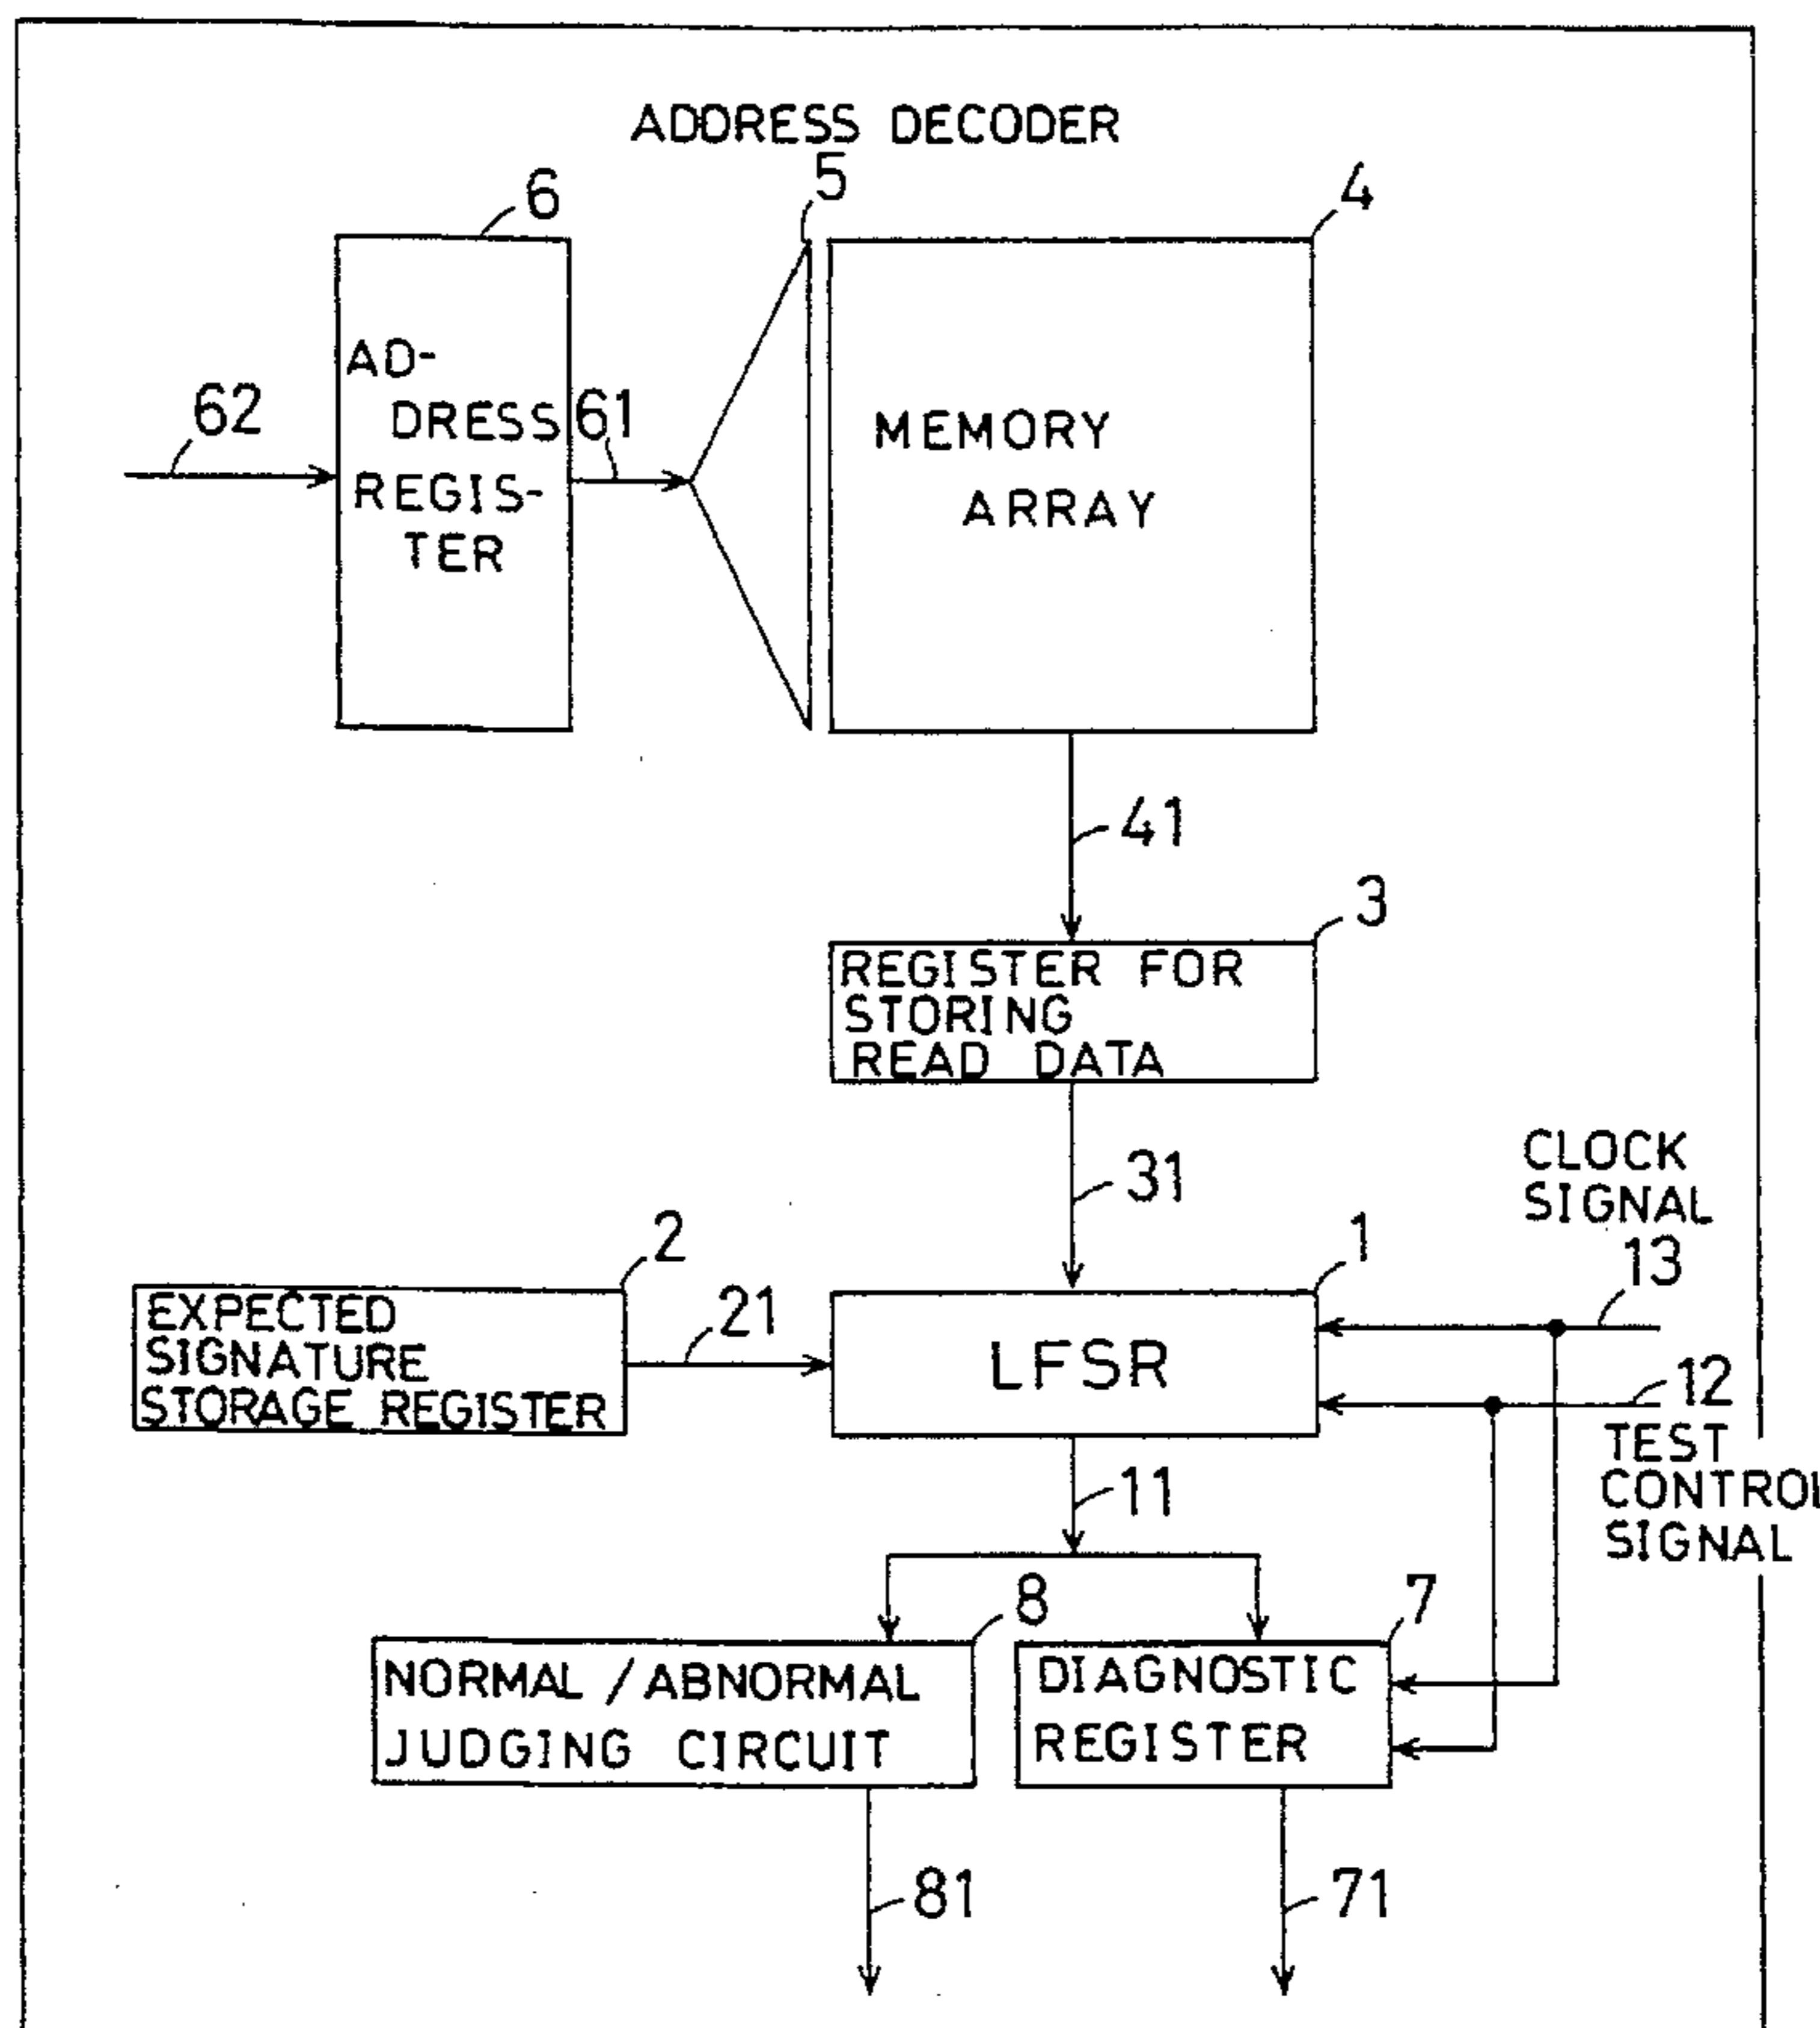 ADDRESS DECODER
6
5
4
AD-
DRESS
REGIS-
TER
62
61
MEMORY
ARRAY
41
3
REGISTER FOR
STORING
READ DATA
31
CLOCK
SIGNAL
13
2
1
EXPECTED
SIGNATURE
STORAGE REGISTER
21
LFSR
12
TEST
CONTROL
SIGNAL
11
8
7
NORMAL / ABNORMAL
JUDGING CIRCUIT
DIAGNOSTIC
REGISTER
81
71